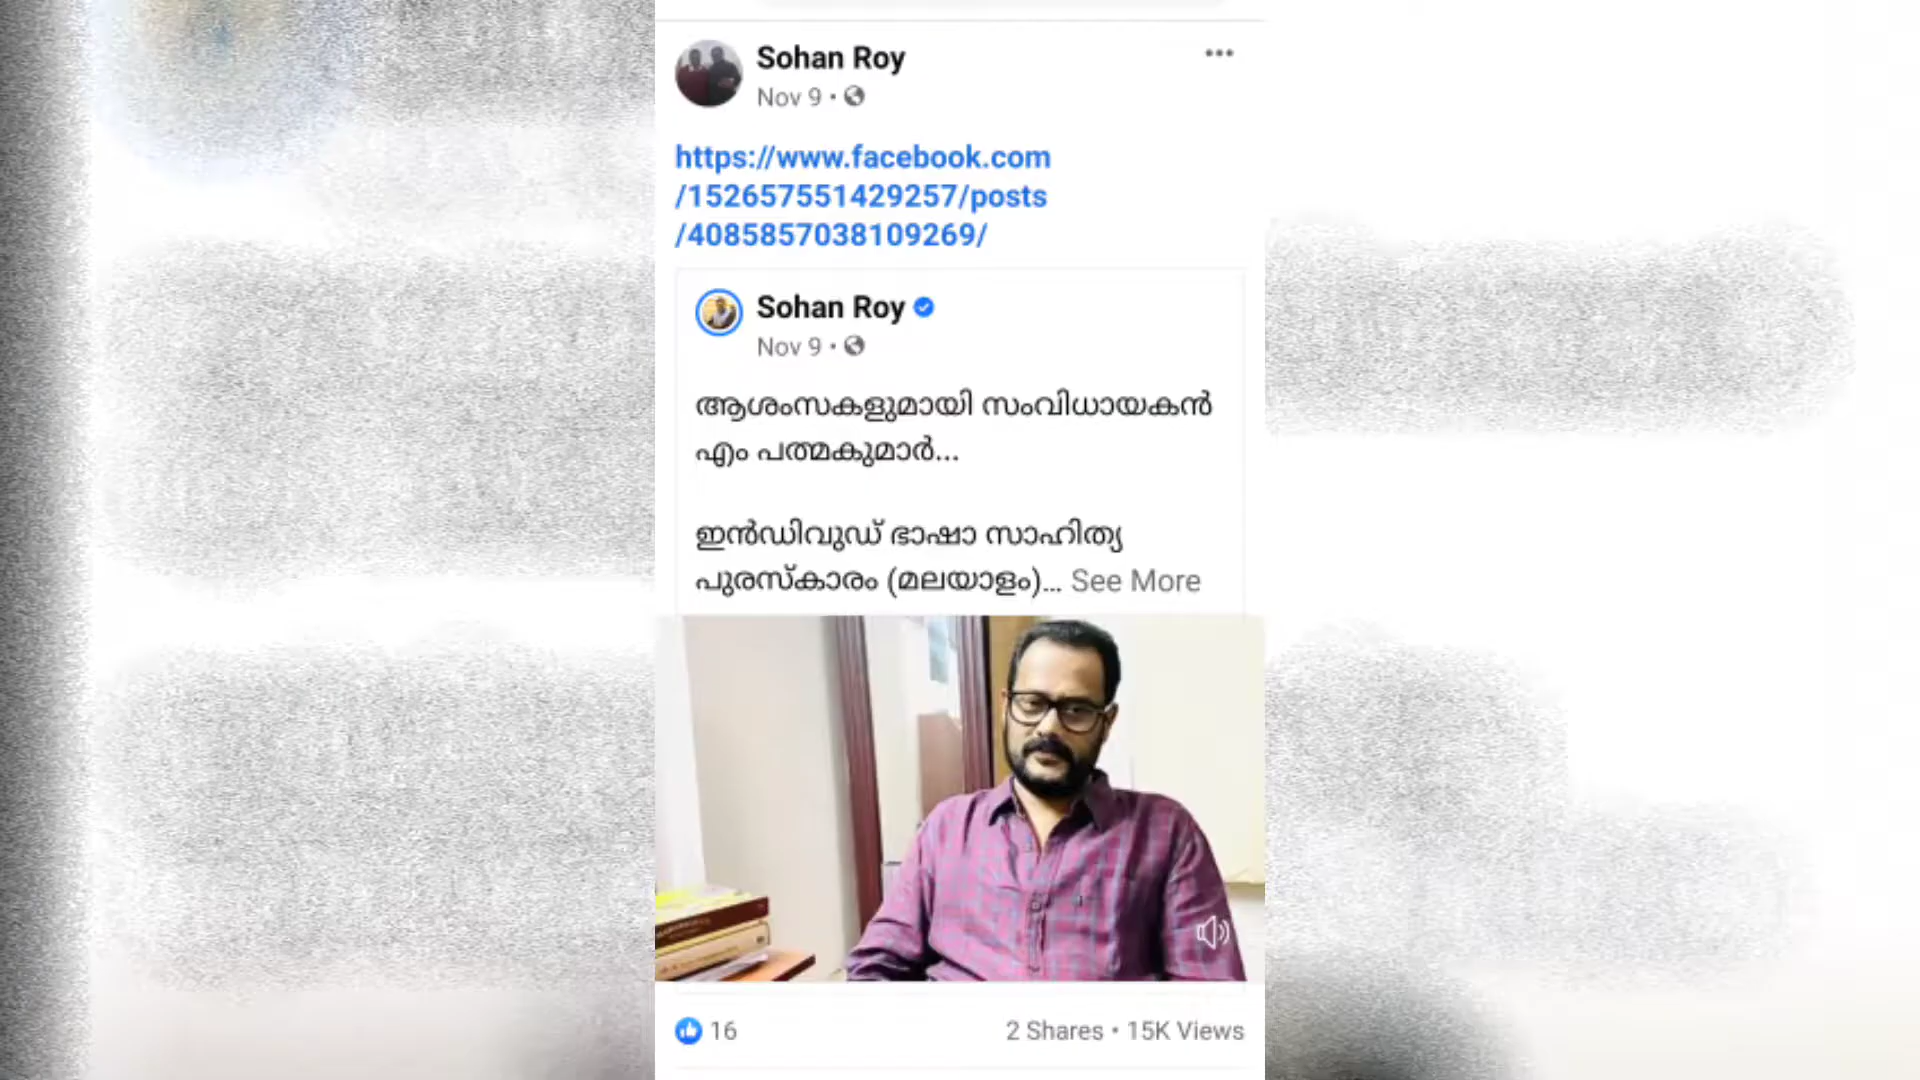 Sohan Roy
Nov 9 •
https://www.facebook.com
/152657551429257/posts
/4085857038109269/
Sohan Roy
Nov 9 •
ആശംസകളുമായി സംവിധായകൻ
എം പത്മകുമാർ...
ഇൻഡിവുഡ് ഭാഷാ സാഹിത്യ
പുരസ്കാരം (മലയാളം)... See More
16
2 Shares • 15K Views